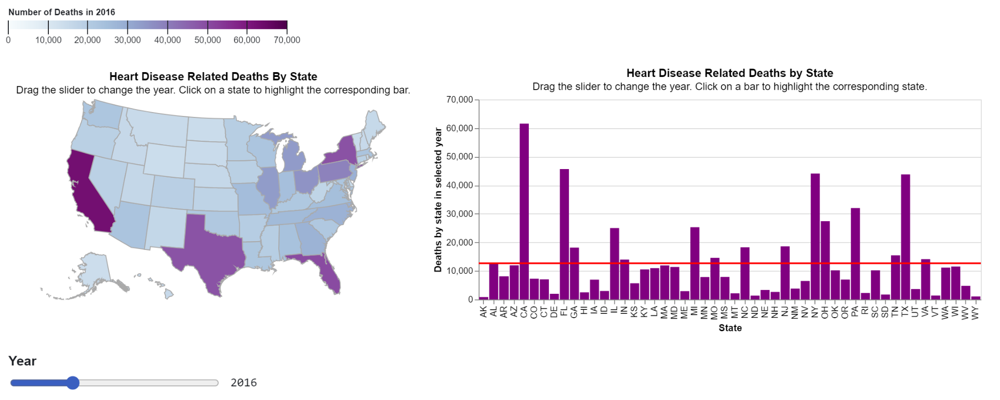 Number of Deaths in 2016
0 10,000 20,000 30,000 40,000 50,000 60,000 70,000
Heart Disease Related Deaths By State
Drag the slider to change the year. Click on a state to highlight the corresponding bar.
Heart Disease Related Deaths by State
Drag the slider to change the year. Click on a bar to highlight the corresponding state.
Deaths by state in selected year
70,000
60,000
50,000
40,000
30,000
20,000
10,000
0
AK AL AR AZ CA CO CT DE FL GA HI IA ID IL IN KS KY LA MA MD ME MI MN MO MS MT NC ND NE NH NJ NM NV NY OH OK OR PA RI SC SD TN TX UT VA VT WA WI WV WY
State
Year
2016